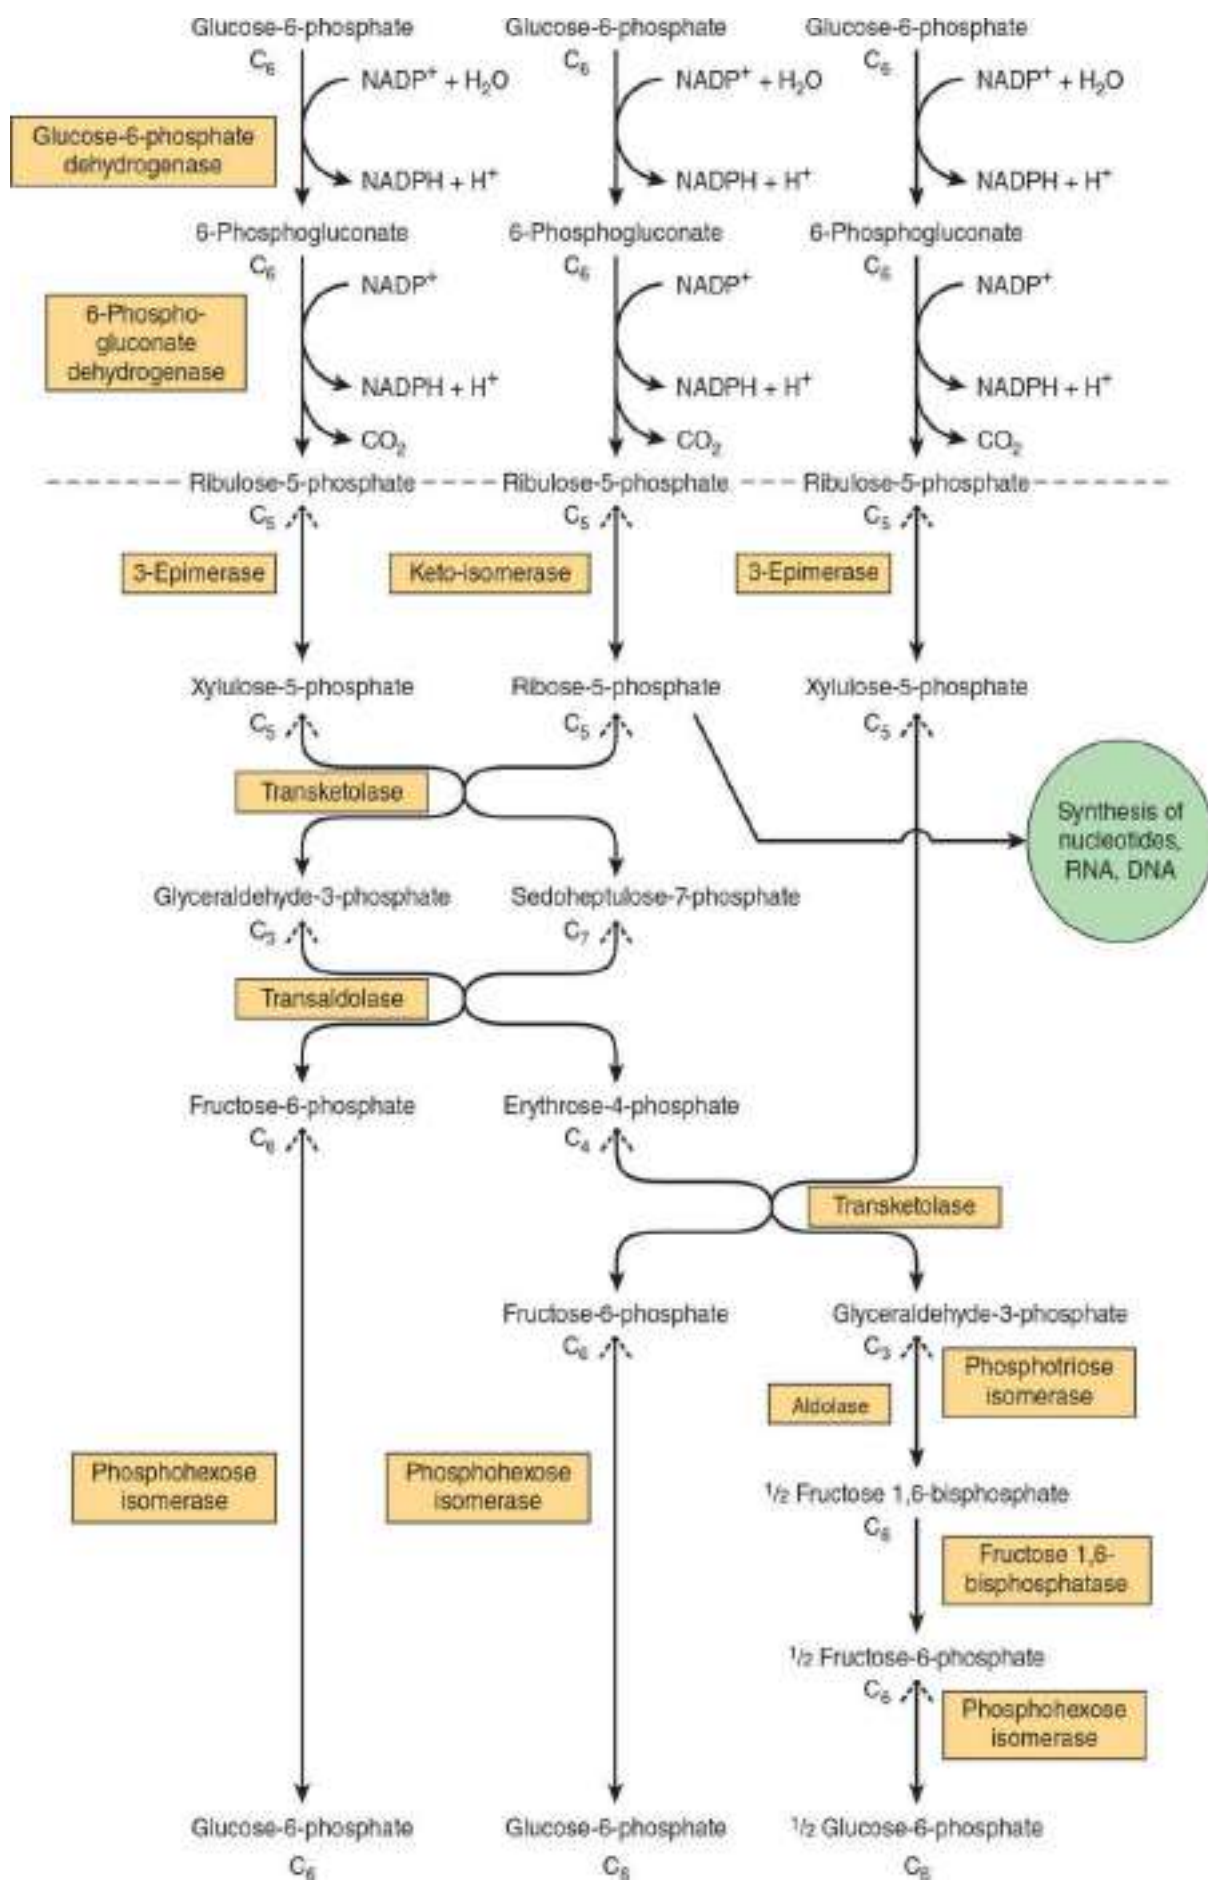 Glucose-6-phosphate Glucose-6-phosphate Glucose-6-phosphate
C₆ C₆ C₆
NADP⁺ + H₂O NADP⁺ + H₂O NADP⁺ + H₂O
Glucose-6-phosphate
dehydrogenase
NADPH + H⁺ NADPH + H⁺ NADPH + H⁺
6-Phosphogluconate 6-Phosphogluconate 6-Phosphogluconate
C₆ C₆ C₆
NADP⁺ NADP⁺ NADP⁺
6-Phospho-
gluconate
dehydrogenase
NADPH + H⁺ NADPH + H⁺ NADPH + H⁺
CO₂ CO₂ CO₂
Ribulose-5-phosphate Ribulose-5-phosphate Ribulose-5-phosphate
C₅ C₅ C₅
3-Epimerase Keto-isomerase 3-Epimerase
Xylulose-5-phosphate Ribose-5-phosphate Xylulose-5-phosphate
C₅ C₅ C₅
Transketolase
Synthesis of
nucleotides,
RNA, DNA
Glyceraldehyde-3-phosphate Sedoheptulose-7-phosphate
C₃ C₇
Transaldolase
Fructose-6-phosphate Erythrose-4-phosphate
C₆ C₄
Transketolase
Fructose-6-phosphate Glyceraldehyde-3-phosphate
C₆ C₃
Aldolase
Phosphotriose
isomerase
Phosphohexose
isomerase
Phosphohexose
isomerase
1/2 Fructose 1,6-bisphosphate
C₆
Fructose 1,6-
bisphosphatase
1/2 Fructose-6-phosphate
C₆
Phosphohexose
isomerase
Glucose-6-phosphate Glucose-6-phosphate 1/2 Glucose-6-phosphate
C₆ C₆ C₆